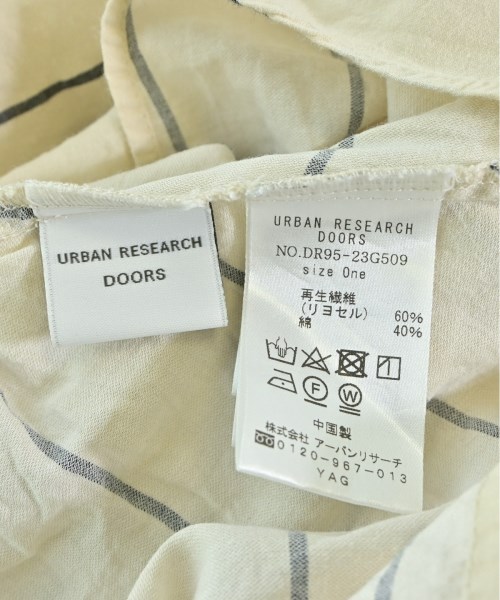 URBAN RESEARCH
DOORS
URBAN RESEARCH
DOORS
NO.DR95-23G509
size One
再生繊維
(リヨセル) 60%
綿 40%
F W
中国製
株式会社 アーバンリサーチ
0120-967-013
YAG